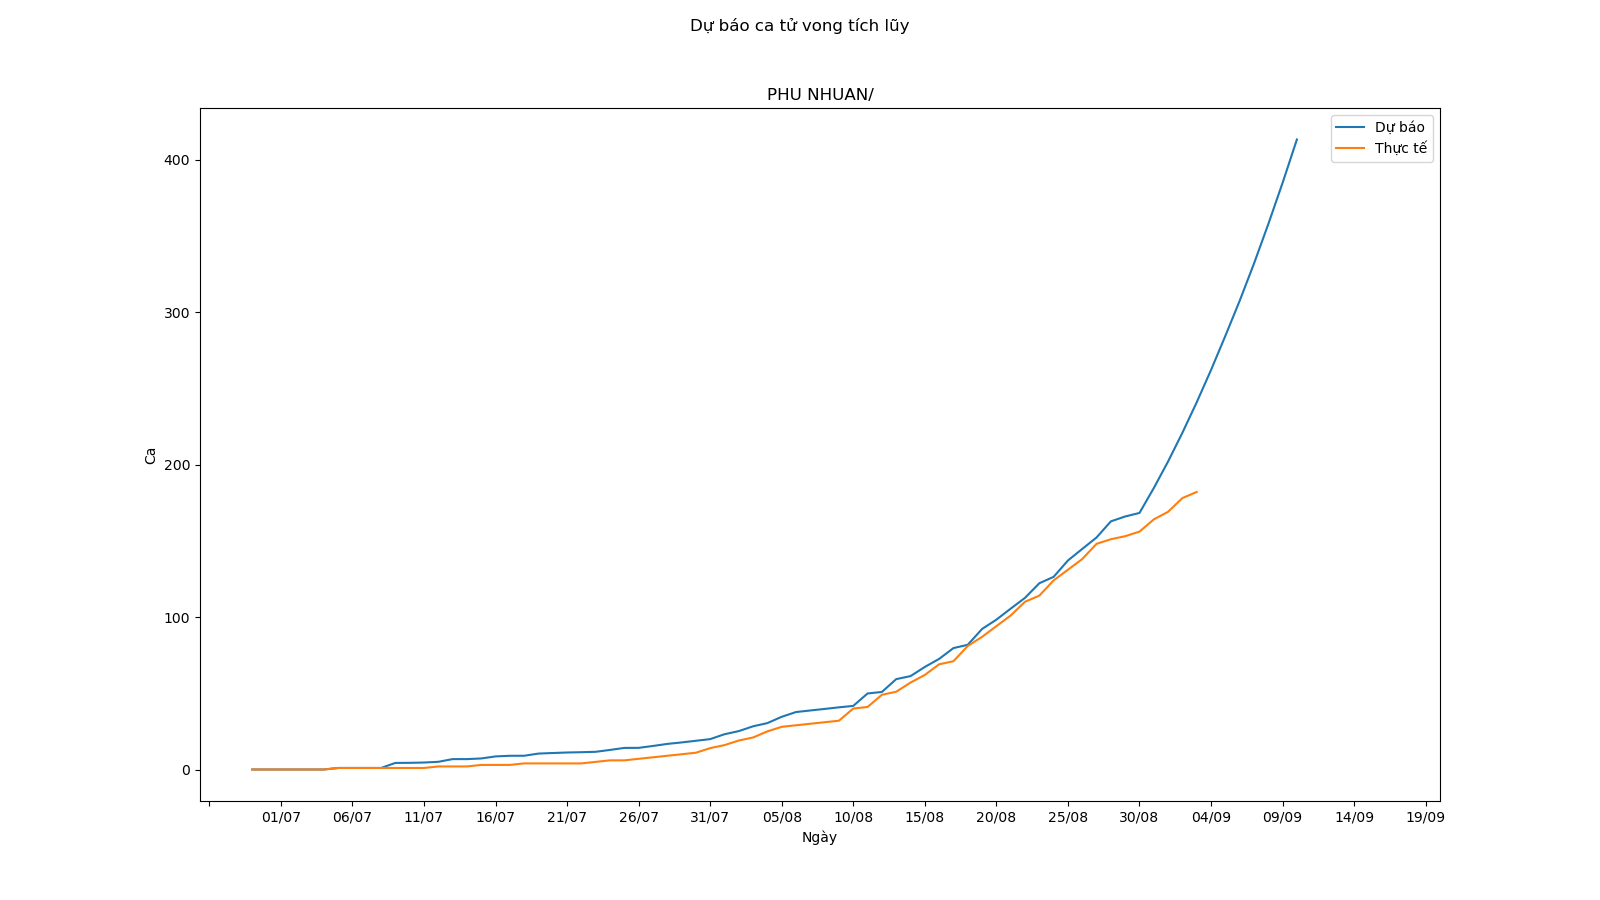 Dự báo ca tử vong tích lũy
PHU NHUAN/
Dự báo
Thực tế
400
300
200
100
0
Ca
01/07 06/07 11/07 16/07 21/07 26/07 31/07 05/08 10/08 15/08 20/08 25/08 30/08 04/09 09/09 14/09 19/09
Ngày